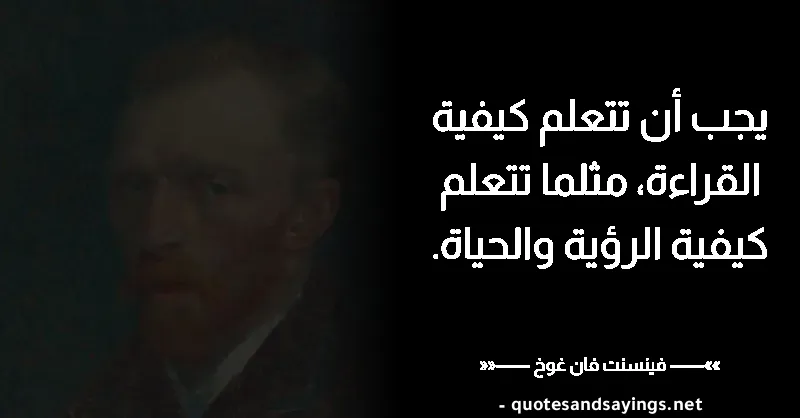 يجب أن تتعلم كيفية
القراءة، مثلما تتعلم
كيفية الرؤية والحياة.
»—— فينسنت فان غوخ ——««
- quotesandsayings.net